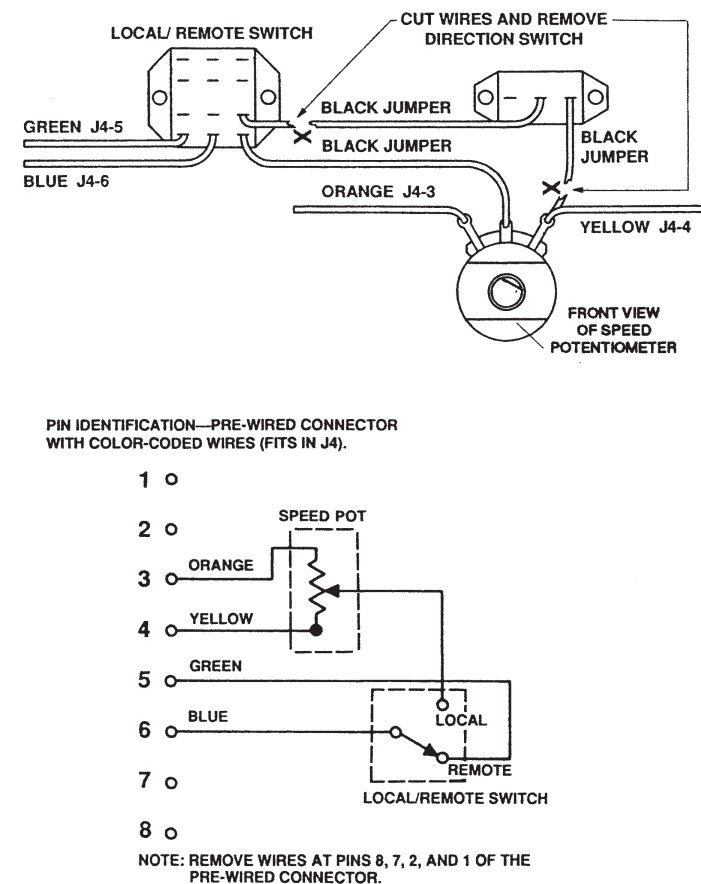 CUT WIRES AND REMOVE
DIRECTION SWITCH
LOCAL/ REMOTE SWITCH
BLACK JUMPER
GREEN J4-5
BLACK JUMPER
BLACK
JUMPER
BLUE J4-6
ORANGE J4-3
YELLOW J4-4
FRONT VIEW
OF SPEED
POTENTIOMETER
PIN IDENTIFICATION—PRE-WIRED CONNECTOR
WITH COLOR-CODED WIRES (FITS IN J4).
1
2
SPEED POT
3 ORANGE
4 YELLOW
5 GREEN
6 BLUE
LOCAL
REMOTE
7
LOCAL/REMOTE SWITCH
8
NOTE: REMOVE WIRES AT PINS 8, 7, 2, AND 1 OF THE
PRE-WIRED CONNECTOR.